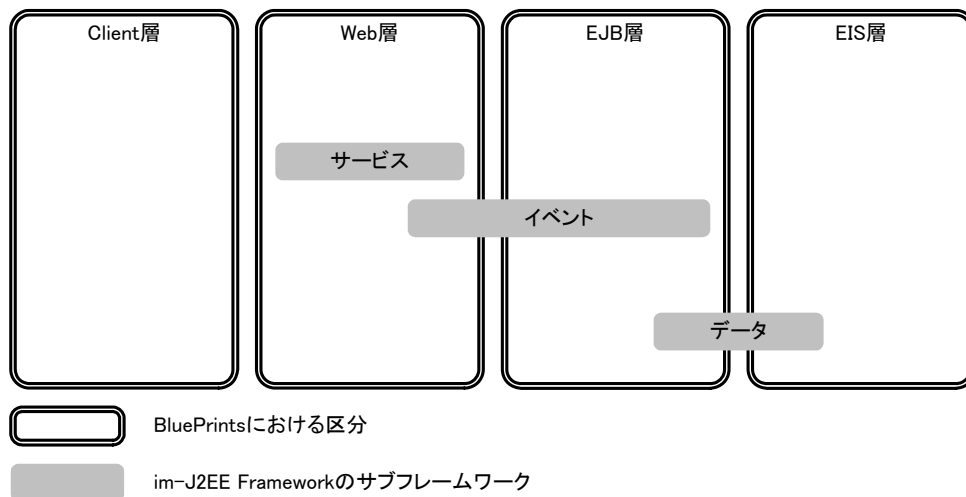 Client層
Web層
EJB層
EIS層
サービス
イベント
データ
BluePrintsにおける区分
im-J2EE Frameworkのサブフレームワーク